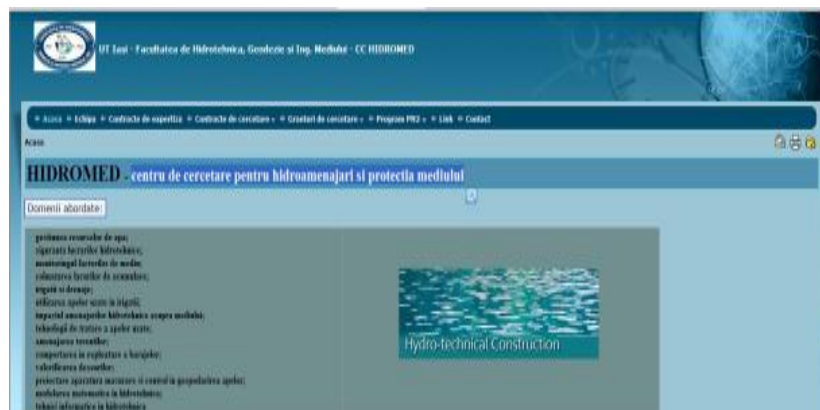 UT Iasi - Facultatea de Hidrotehnica, Geodezie si Ing. Mediului - CC HIDROMED
Acasa Echipa Contracte de expertiza Contracte de cercetare Granturi de cercetare Program PN2 Link Contact
Acasa
HIDROMED - centru de cercetare pentru hidroamenajari si protectia mediului
Domenii abordate:
gestiunea resurselor de apa;
siguranta lucrarilor hidrotehnice;
monitoringul factorilor de mediu;
colmatarea lacurilor de acumulare;
irigatii si drenaje;
utilizarea apelor uzate in irigatii;
impactul amenajarilor hidrotehnice asupra mediului;
tehnologii de tratare a apelor uzate;
amenajarea torentilor;
comportarea in exploatare a barajelor;
valorificarea deseurilor;
proiectare aparatura masurare si control in gospodarirea apelor;
modelarea matematica in hidrotehnica;
tehnici informatice in hidrotehnica
Hydro-technical Construction